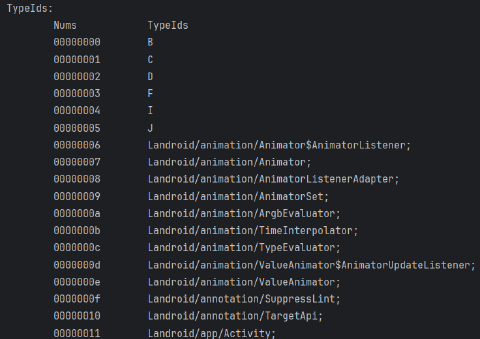 TypeIds:
Nums TypeIds
00000000 B
00000001 C
00000002 D
00000003 F
00000004 I
00000005 J
00000006 Landroid/animation/Animator$AnimatorListener;
00000007 Landroid/animation/Animator;
00000008 Landroid/animation/AnimatorListenerAdapter;
00000009 Landroid/animation/AnimatorSet;
0000000a Landroid/animation/ArgbEvaluator;
0000000b Landroid/animation/TimeInterpolator;
0000000c Landroid/animation/TypeEvaluator;
0000000d Landroid/animation/ValueAnimator$AnimatorUpdateListener;
0000000e Landroid/animation/ValueAnimator;
0000000f Landroid/annotation/SuppressLint;
00000010 Landroid/annotation/TargetApi;
00000011 Landroid/app/Activity;